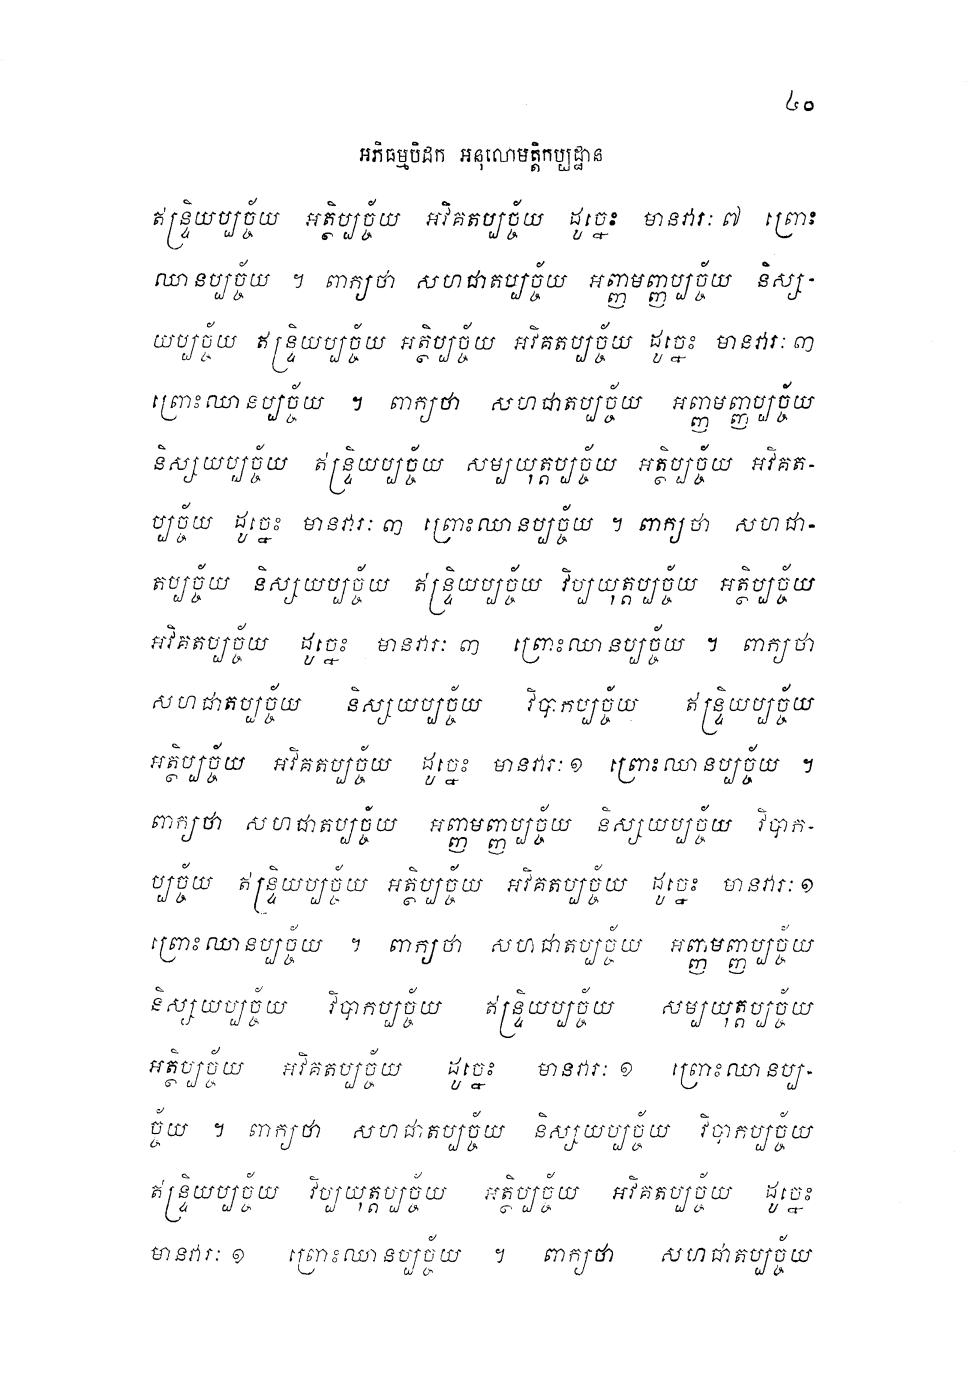 ៤០
អភិធម្មបិដក អនុលោមត្តិកប្បដ្ឋាន
ឥន្ទ្រិយប្បច្ច័យ អត្ថិប្បច្ច័យ អវិគតប្បច្ច័យ ដូច្នេះ មានវារៈ ៧ ព្រោះ
ឈានប្បច្ច័យ ។ ពាក្យថា សហជាតប្បច្ច័យ អញ្ញមញ្ញប្បច្ច័យ និស្ស-
យប្បច្ច័យ ឥន្ទ្រិយប្បច្ច័យ អត្ថិប្បច្ច័យ អវិគតប្បច្ច័យ ដូច្នេះ មានវារៈ ៣
ព្រោះឈានប្បច្ច័យ ។ ពាក្យថា សហជាតប្បច្ច័យ អញ្ញមញ្ញប្បច្ច័យ
និស្សយប្បច្ច័យ ឥន្ទ្រិយប្បច្ច័យ សម្បយុត្តប្បច្ច័យ អត្ថិប្បច្ច័យ អវិគត-
ប្បច្ច័យ ដូច្នេះ មានវារៈ ៣ ព្រោះឈានប្បច្ច័យ ។ ពាក្យថា សហជា-
តប្បច្ច័យ និស្សយប្បច្ច័យ ឥន្ទ្រិយប្បច្ច័យ វិប្បយុត្តប្បច្ច័យ អត្ថិប្បច្ច័យ
អវិគតប្បច្ច័យ ដូច្នេះ មានវារៈ ៣ ព្រោះឈានប្បច្ច័យ ។ ពាក្យថា
សហជាតប្បច្ច័យ និស្សយប្បច្ច័យ វិបាកប្បច្ច័យ ឥន្ទ្រិយប្បច្ច័យ
អត្ថិប្បច្ច័យ អវិគតប្បច្ច័យ ដូច្នេះ មានវារៈ ១ ព្រោះឈានប្បច្ច័យ ។
ពាក្យថា សហជាតប្បច្ច័យ អញ្ញមញ្ញប្បច្ច័យ និស្សយប្បច្ច័យ វិបាក-
ប្បច្ច័យ ឥន្ទ្រិយប្បច្ច័យ អត្ថិប្បច្ច័យ អវិគតប្បច្ច័យ ដូច្នេះ មានវារៈ ១
ព្រោះឈានប្បច្ច័យ ។ ពាក្យថា សហជាតប្បច្ច័យ អញ្ញមញ្ញប្បច្ច័យ
និស្សយប្បច្ច័យ វិបាកប្បច្ច័យ ឥន្ទ្រិយប្បច្ច័យ សម្បយុត្តប្បច្ច័យ
អត្ថិប្បច្ច័យ អវិគតប្បច្ច័យ ដូច្នេះ មានវារៈ ១ ព្រោះឈានប្ប-
ច្ច័យ ។ ពាក្យថា សហជាតប្បច្ច័យ និស្សយប្បច្ច័យ វិបាកប្បច្ច័យ
ឥន្ទ្រិយប្បច្ច័យ វិប្បយុត្តប្បច្ច័យ អត្ថិប្បច្ច័យ អវិគតប្បច្ច័យ ដូច្នេះ
មានវារៈ ១ ព្រោះឈានប្បច្ច័យ ។ ពាក្យថា សហជាតប្បច្ច័យ